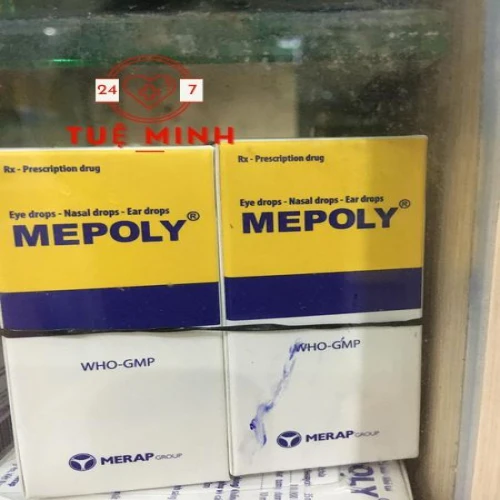 24 7
TUỆ MINH
Rx - Prescription drug
Eye drops - Nasal drops - Ear drops
MEPOLY®
WHO-GMP
MERAP GROUP
Rx - Prescription drug
Eye drops - Nasal drops - Ear drops
MEPOLY®
WHO-GMP
MERAP GROUP
MEPOLY